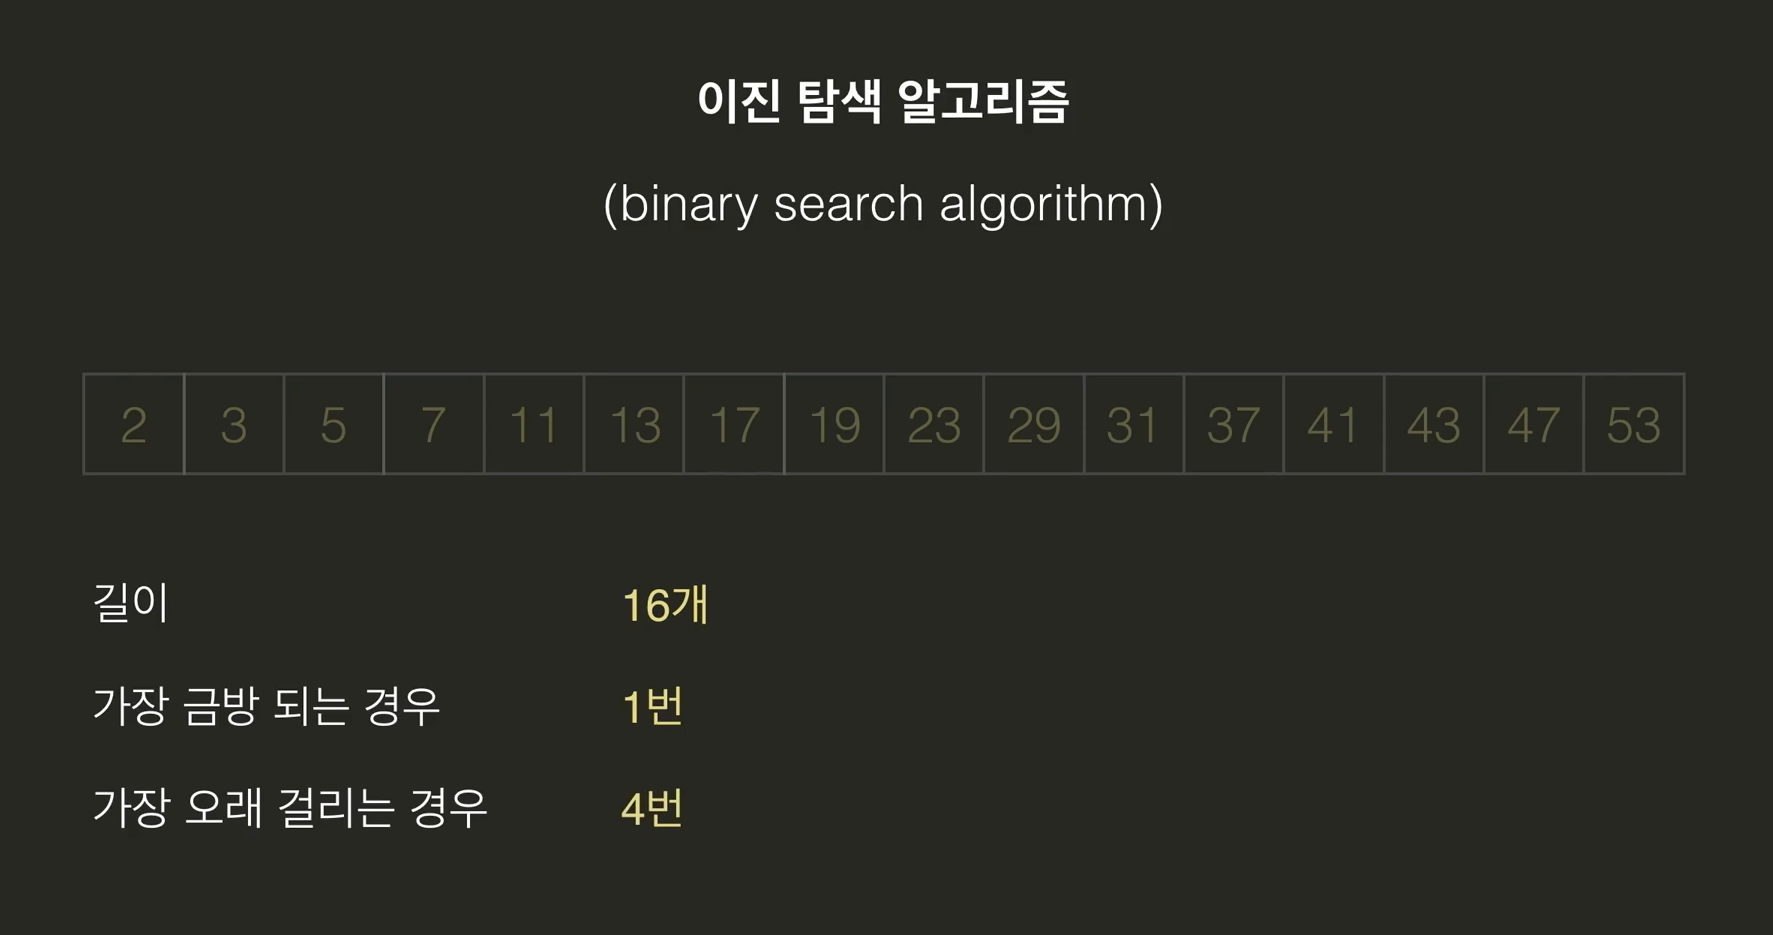 이진 탐색 알고리즘
(binary search algorithm)
2 3 5 7 11 13 17 19 23 29 31 37 41 43 47 53
길이 16개
가장 금방 되는 경우 1번
가장 오래 걸리는 경우 4번